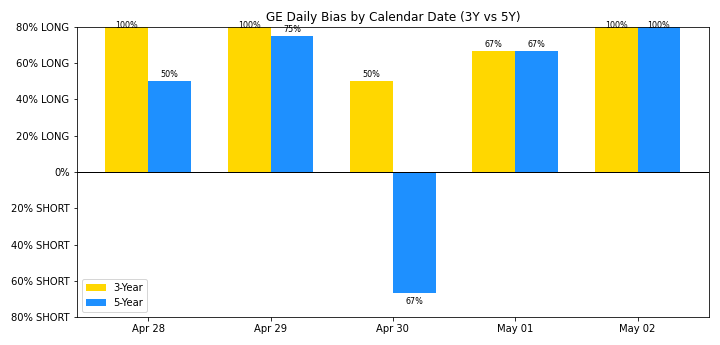 GE Daily Bias by Calendar Date (3Y vs 5Y)
80% LONG
60% LONG
40% LONG
20% LONG
0%
20% SHORT
40% SHORT
60% SHORT
80% SHORT
100%
50%
100%
75%
50%
67%
67%
67%
100%
100%
3-Year
5-Year
Apr 28
Apr 29
Apr 30
May 01
May 02